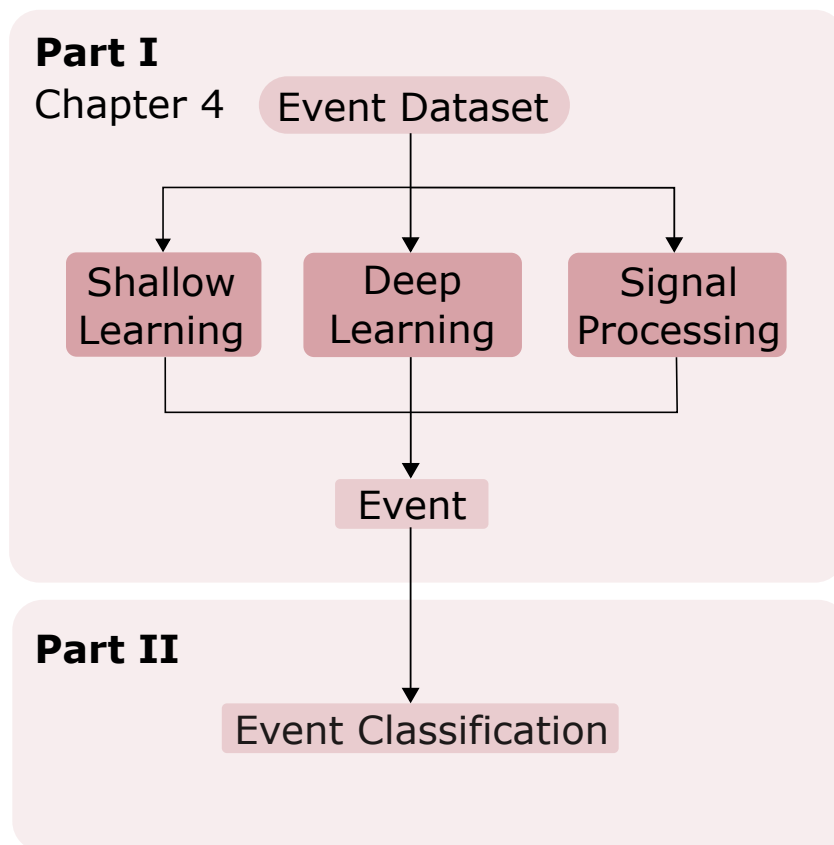 Part I
Chapter 4
Event Dataset
Shallow
Learning
Deep
Learning
Signal
Processing
Event
Part II
Event Classification